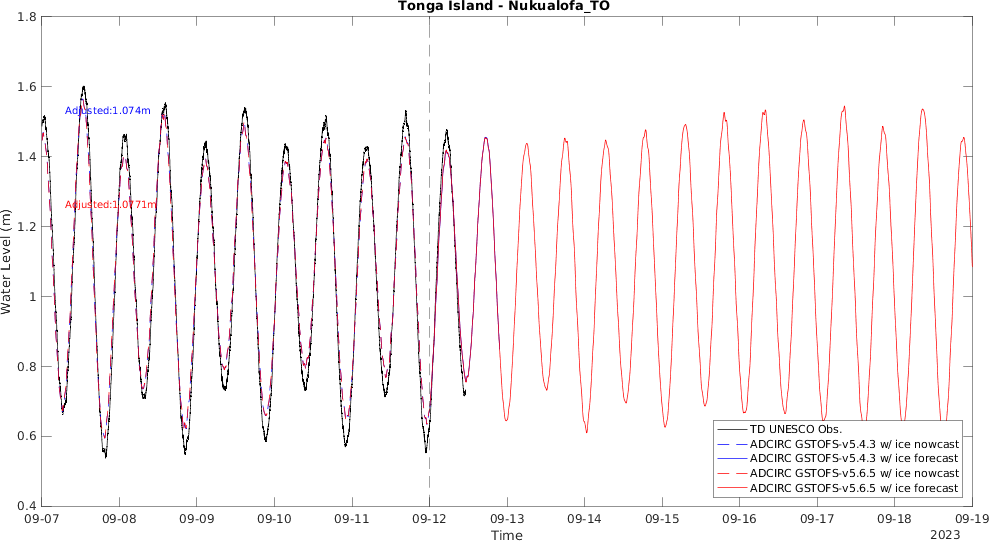 Tonga Island - Nukualofa_TO
1.8
1.6
1.4
1.2
1
0.8
0.6
0.4
Water Level (m)
Adjusted:1.074m
Adjusted:1.0771m
TD UNESCO Obs.
ADCIRC GSTOFS-v5.4.3 w/ ice nowcast
ADCIRC GSTOFS-v5.4.3 w/ ice forecast
ADCIRC GSTOFS-v5.6.5 w/ ice nowcast
ADCIRC GSTOFS-v5.6.5 w/ ice forecast
09-07 09-08 09-09 09-10 09-11 09-12 09-13 09-14 09-15 09-16 09-17 09-18 09-19
Time
2023